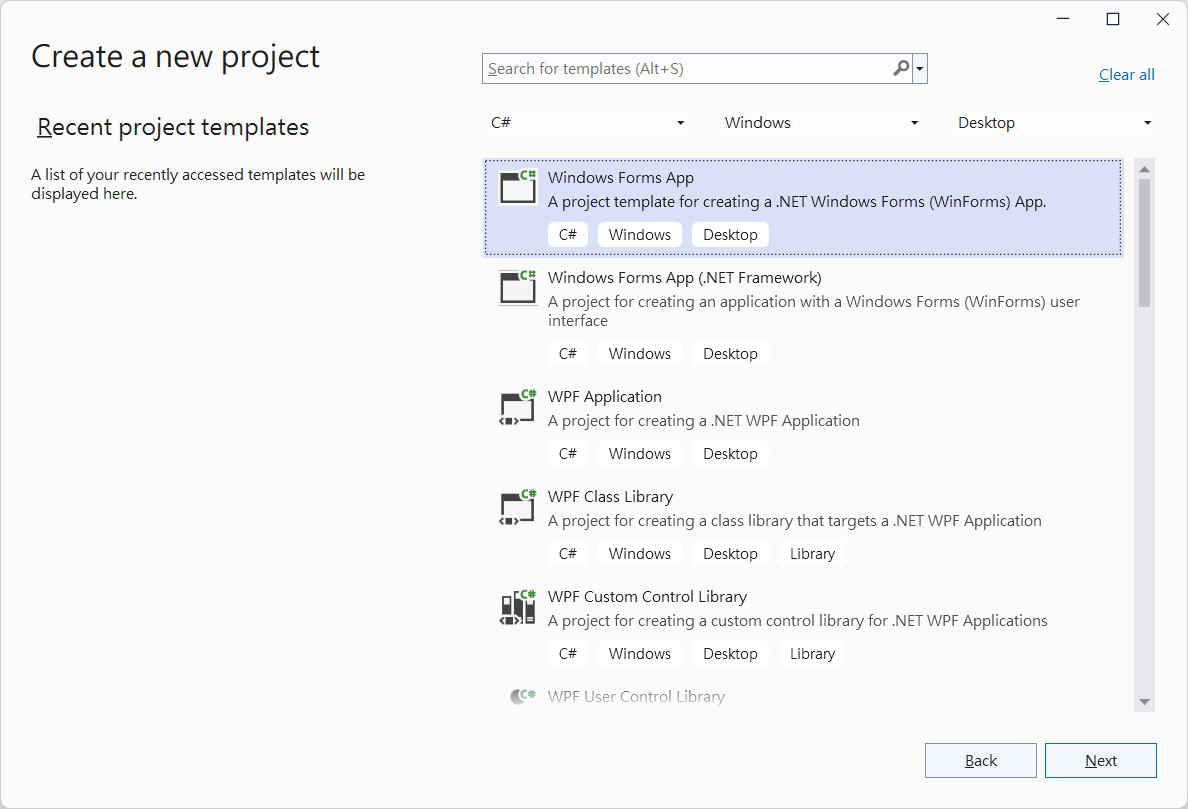 Create a new project
Recent project templates
A list of your recently accessed templates will be
displayed here.
Search for templates (Alt+S)
Clear all
C# Windows Desktop
C#
Windows Forms App
A project template for creating a .NET Windows Forms (WinForms) App.
C# Windows Desktop
C#
Windows Forms App (.NET Framework)
A project for creating an application with a Windows Forms (WinForms) user
interface
C# Windows Desktop
C#
WPF Application
A project for creating a .NET WPF Application
C# Windows Desktop
C#
WPF Class Library
A project for creating a class library that targets a .NET WPF Application
C# Windows Desktop Library
C#
WPF Custom Control Library
A project for creating a custom control library for .NET WPF Applications
C# Windows Desktop Library
C#
WPF User Control Library
Back Next